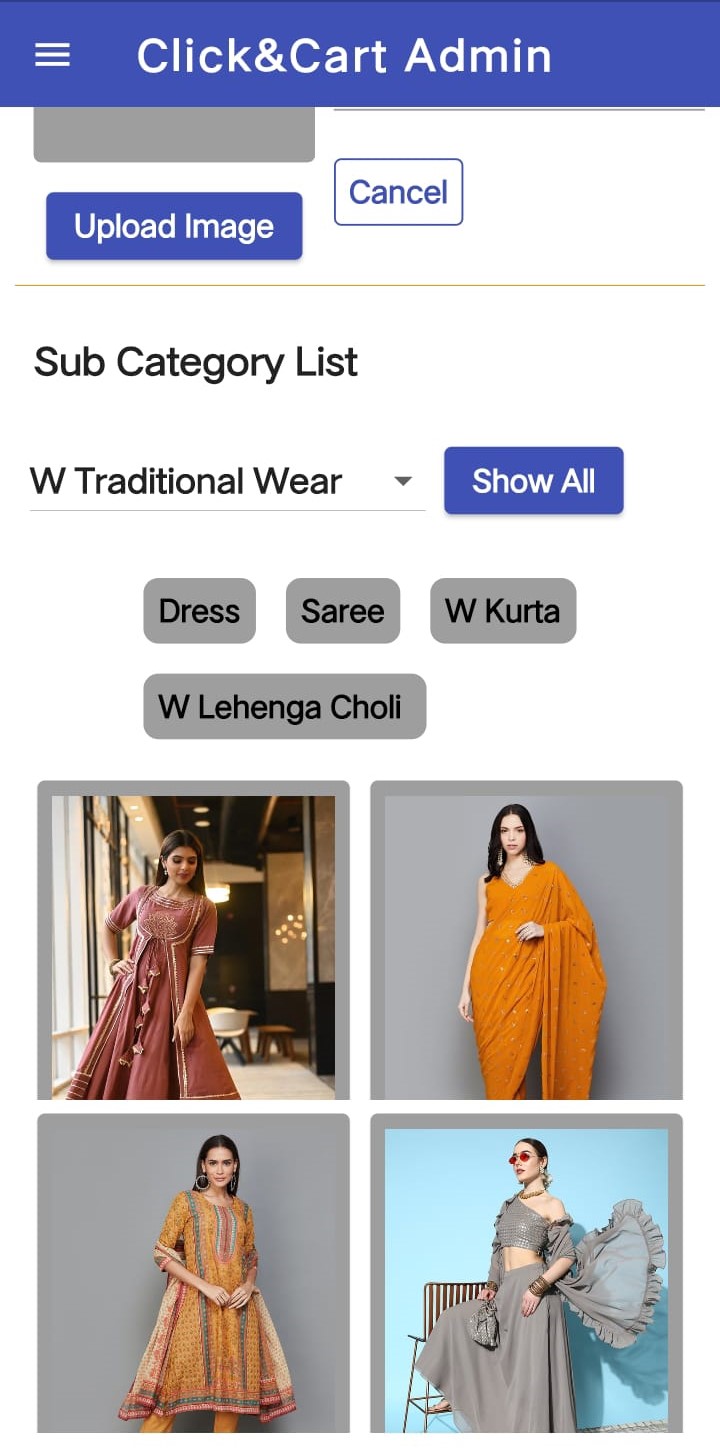 Click&Cart Admin
Cancel
Upload Image
Sub Category List
W Traditional Wear
Show All
Dress
Saree
W Kurta
W Lehenga Choli